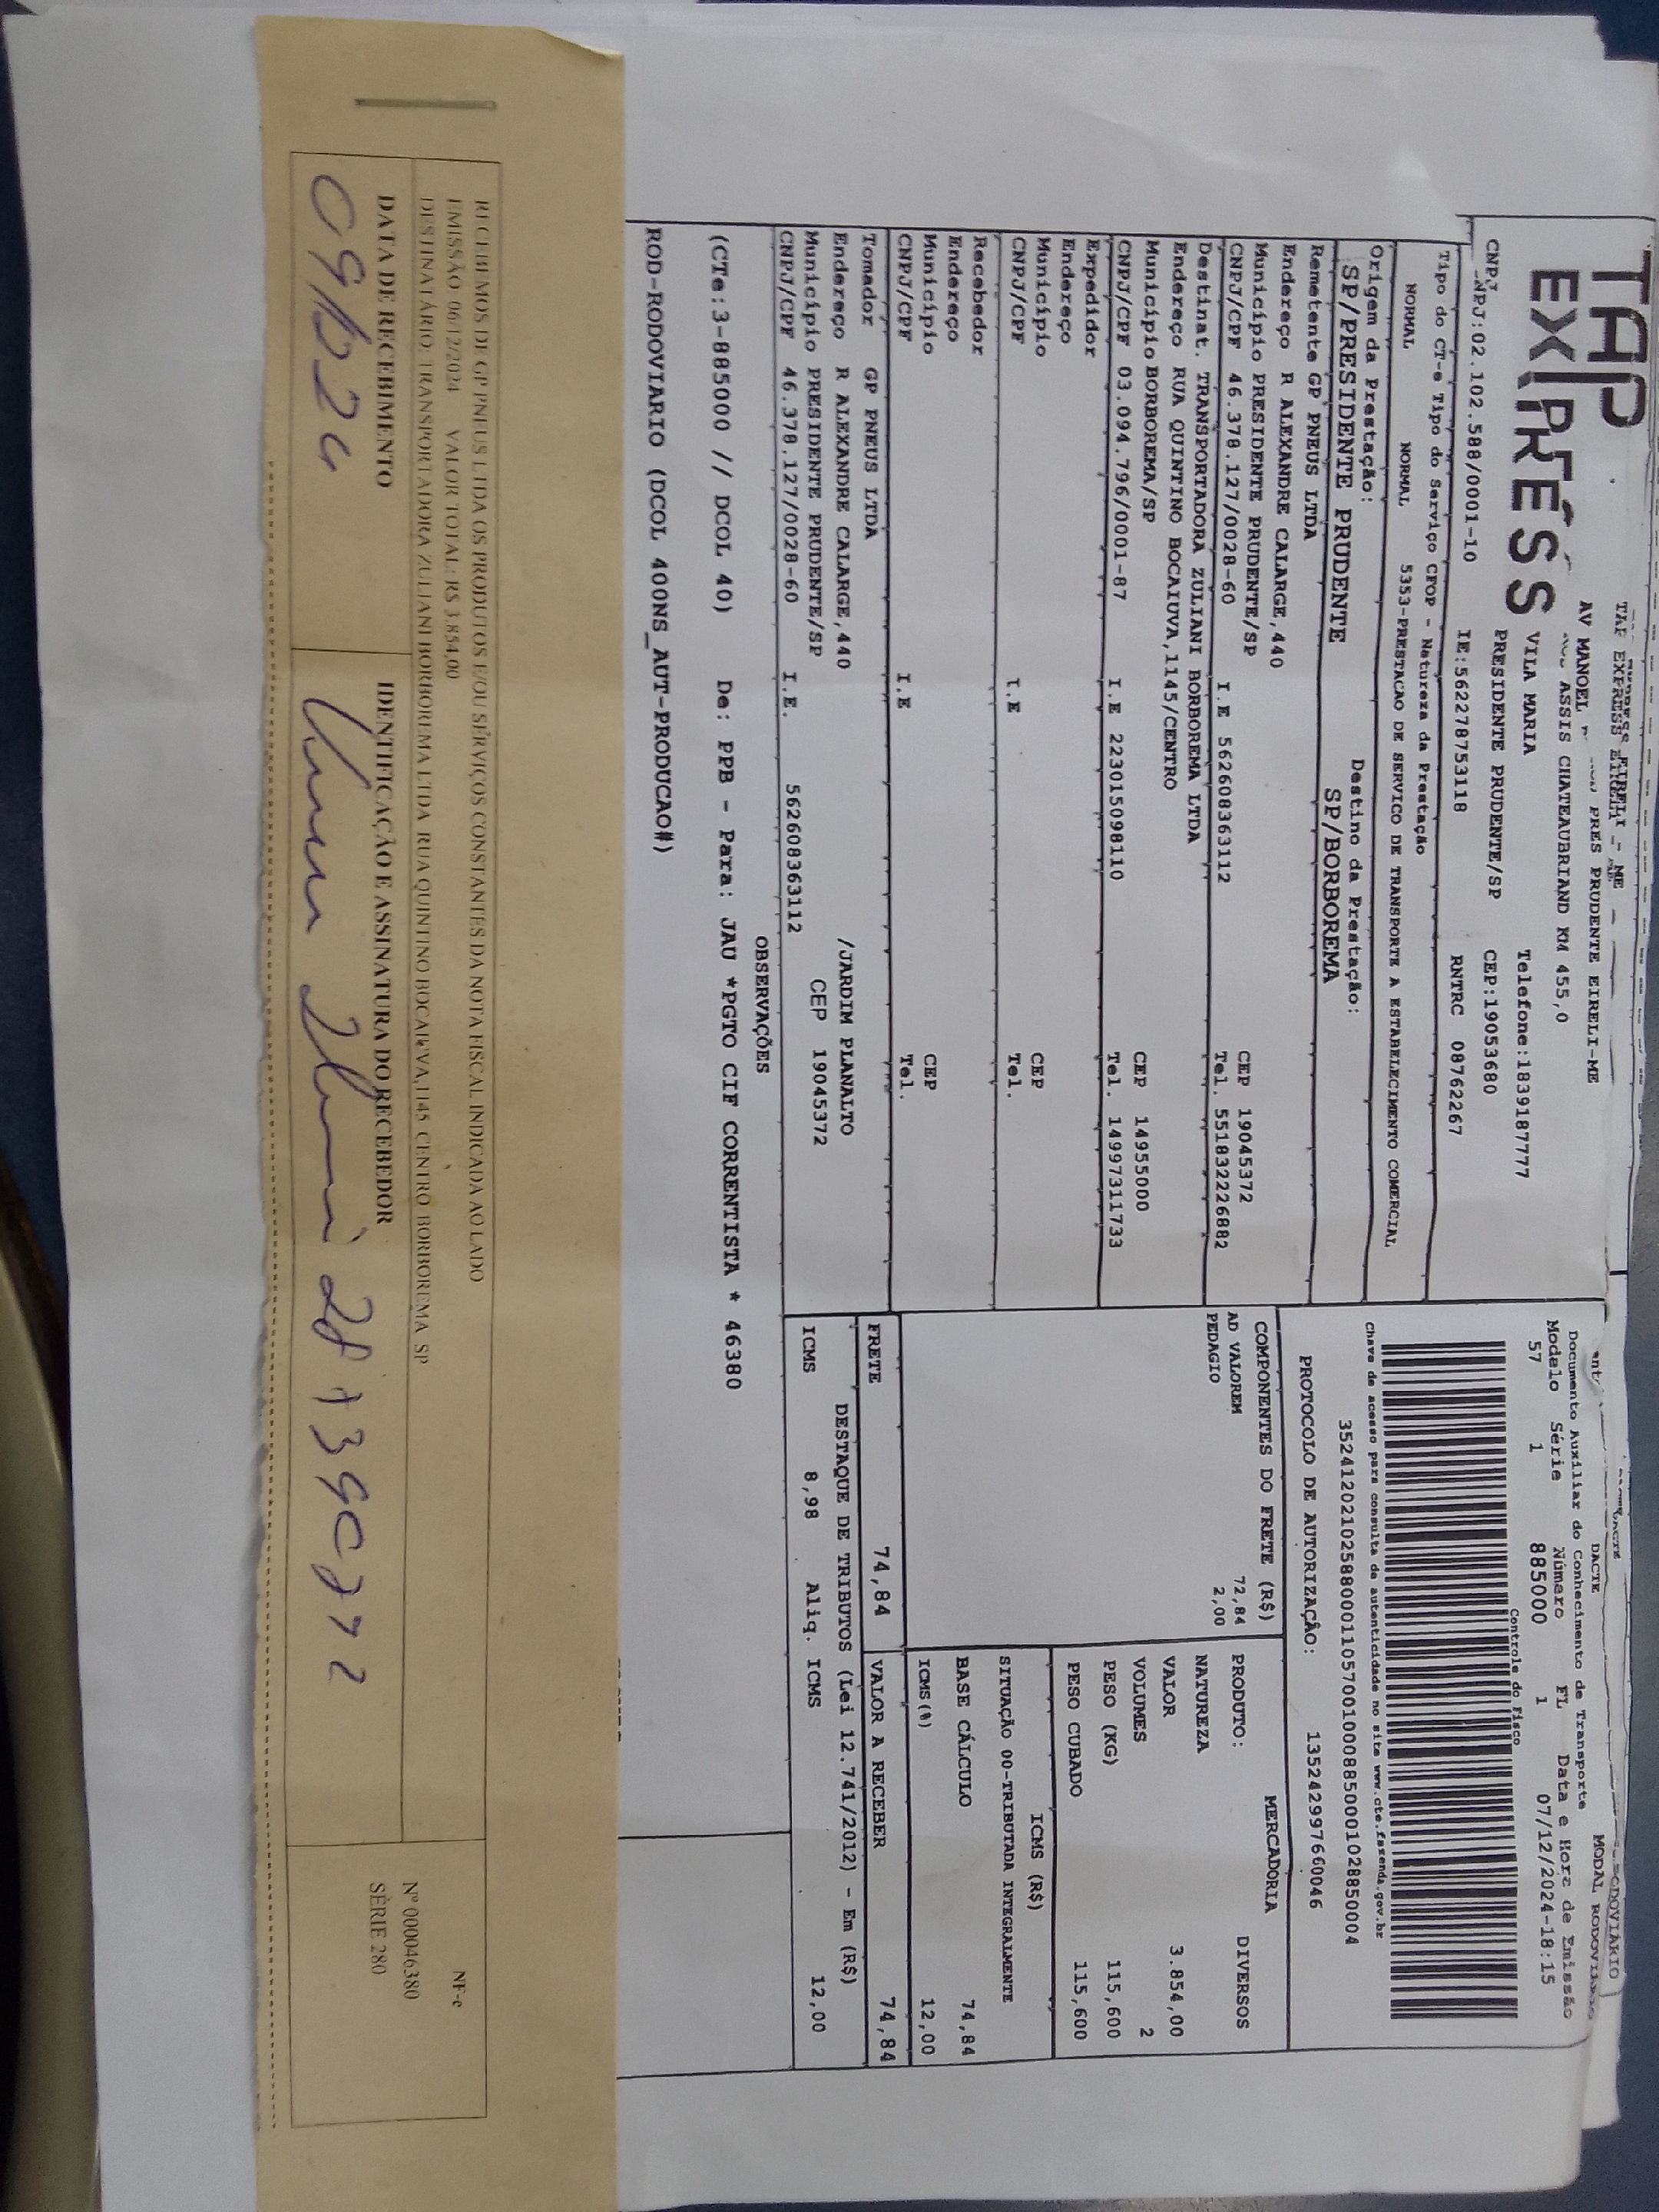 TAP
EXPRESS
AV MANOEL
PRES PRUDENTE EIRELI-ME
ASSIS CHATEAUBRIAND KM 455,0
VILA MARIA
Telefone:1839187777
PRESIDENTE PRUDENTE/SP
CEP:19053680
CNPJ:02.102.588/0001-10
IE:562278753118
RNTRC 08762267
Tipo do CT-e Tipo do Serviço CFOP - Natureza da Prestação
NORMAL NORMAL 5353-PRESTACAO DE SERVICO DE TRANSPORTE A ESTABELECIMENTO COMERCIAL
Origem da Prestação: Destino da Prestação:
SP/PRESIDENTE PRUDENTE SP/BORBOREMA
Remetente GP PNEUS LTDA
Endereço R ALEXANDRE CALARGE,440
Município PRESIDENTE PRUDENTE/SP CEP 19045372
CNPJ/CPF 46.378.127/0028-60 I.E 562608363112 Tel. 551832226882
Destinat. TRANSPORTADORA ZULIANI BORBOREMA LTDA
Endereço RUA QUINTINO BOCAIUVA,1145/CENTRO
Município BORBOREMA/SP CEP 14955000
CNPJ/CPF 03.094.796/0001-87 I.E 223015098110 Tel. 14997311733
Expedidor
Endereço
Município CEP
CNPJ/CPF I.E Tel.
Recebedor
Endereço
Município CEP
CNPJ/CPF I.E Tel.
Tomador GP PNEUS LTDA
Endereço R ALEXANDRE CALARGE,440 /JARDIM PLANALTO
Município PRESIDENTE PRUDENTE/SP CEP 19045372
CNPJ/CPF 46.378.127/0028-60 I.E. 562608363112
DACTE MODAL
Documento Auxiliar do Conhecimento de Transporte
Modelo Série Número FL Data e Hora de Emissão
57 1 885000 1 07/12/2024-18:15
Controle do Fisco
Chave de acesso para consulta de autenticidade no site www.cte.fazenda.gov.br
35241202102588000110570010008850001028850004
PROTOCOLO DE AUTORIZAÇÃO: 135242997660046
COMPONENTES DO FRETE (R$)
AD VALOREM 72,84
PEDAGIO 2,00
MERCADORIA
PRODUTO: DIVERSOS
NATUREZA
VALOR 3.854,00
VOLUMES 2
PESO (KG) 115,600
PESO CUBADO 115,600
ICMS (R$)
SITUAÇÃO 00-TRIBUTADA INTEGRALMENTE
BASE CÁLCULO 74,84
ICMS(%) 12,00
FRETE 74,84 VALOR A RECEBER 74,84
DESTAQUE DE TRIBUTOS (Lei 12.741/2012) - Em (R$)
ICMS 8,98 Aliq. ICMS 12,00
OBSERVAÇÕES
(CTe:3-885000 // DCOL 40) De: PPB - Para: JAU *PGTO CIF CORRENTISTA * 46380
ROD-RODOVIARIO (DCOL 400NS_AUT-PRODUCAO#)
RECEBEMOS DE GP PNEUS LTDA OS PRODUTOS E/OU SERVIÇOS CONSTANTES DA NOTA FISCAL INDICADA AO LADO
EMISSÃO 06/12/2024 VALOR TOTAL: R$ 3.854,00
DESTINATÁRIO: TRANSPORTADORA ZULIANI BORBOREMA LTDA RUA QUINTINO BOCAIUVA,1145 CENTRO BORBOREMA SP
DATA DE RECEBIMENTO
IDENTIFICAÇÃO E ASSINATURA DO RECEBEDOR
NF-e
Nº 000046380
SÉRIE 280